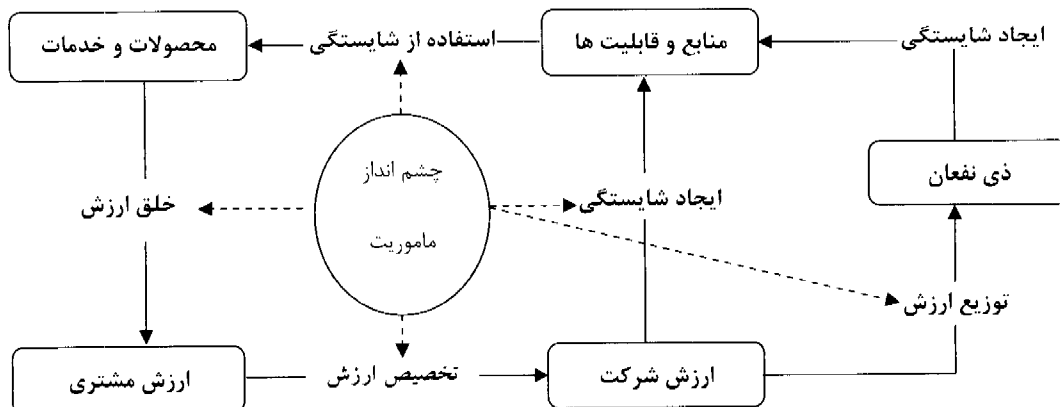 ایجاد شایستگی
منابع و قابلیت ها
استفاده از شایستگی
محصولات و خدمات
ذی نفعان
چشم انداز
ماموریت
ایجاد شایستگی
خلق ارزش
توزیع ارزش
ارزش شرکت
تخصیص ارزش
ارزش مشتری